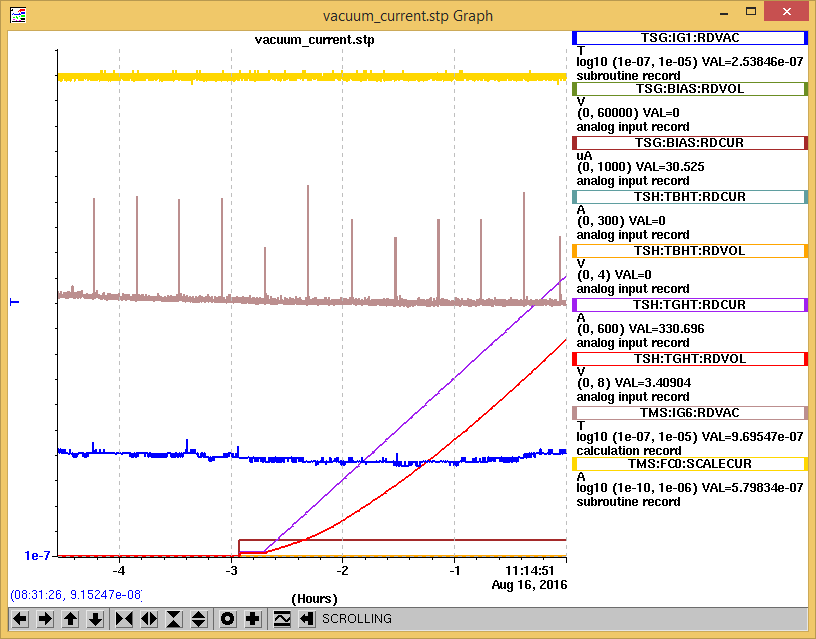 vacuum_current.stp Graph
vacuum_current.stp
TSG:IG1:RDVAC
T
log10 (1e-07, 1e-05) VAL=2.53846e-07
subroutine record
TSG:BIAS:RDVOL
V
(0, 60000) VAL=0
analog input record
TSG:BIAS:RDCUR
uA
(0, 1000) VAL=30.525
analog input record
TSH:TBHT:RDCUR
A
(0, 300) VAL=0
analog input record
TSH:TBHT:RDVOL
V
(0, 4) VAL=0
analog input record
TSH:TGHT:RDCUR
A
(0, 600) VAL=330.696
analog input record
TSH:TGHT:RDVOL
V
(0, 8) VAL=3.40904
analog input record
TMS:IG6:RDVAC
T
log10 (1e-07, 1e-05) VAL=9.69547e-07
calculation record
TMS:FC0:SCALECUR
A
log10 (1e-10, 1e-06) VAL=5.79834e-07
subroutine record
T
1e-7
-4 -3 -2 -1 11:14:51
Aug 16, 2016
(08:31:26, 9.15247e-08)
(Hours)
SCROLLING